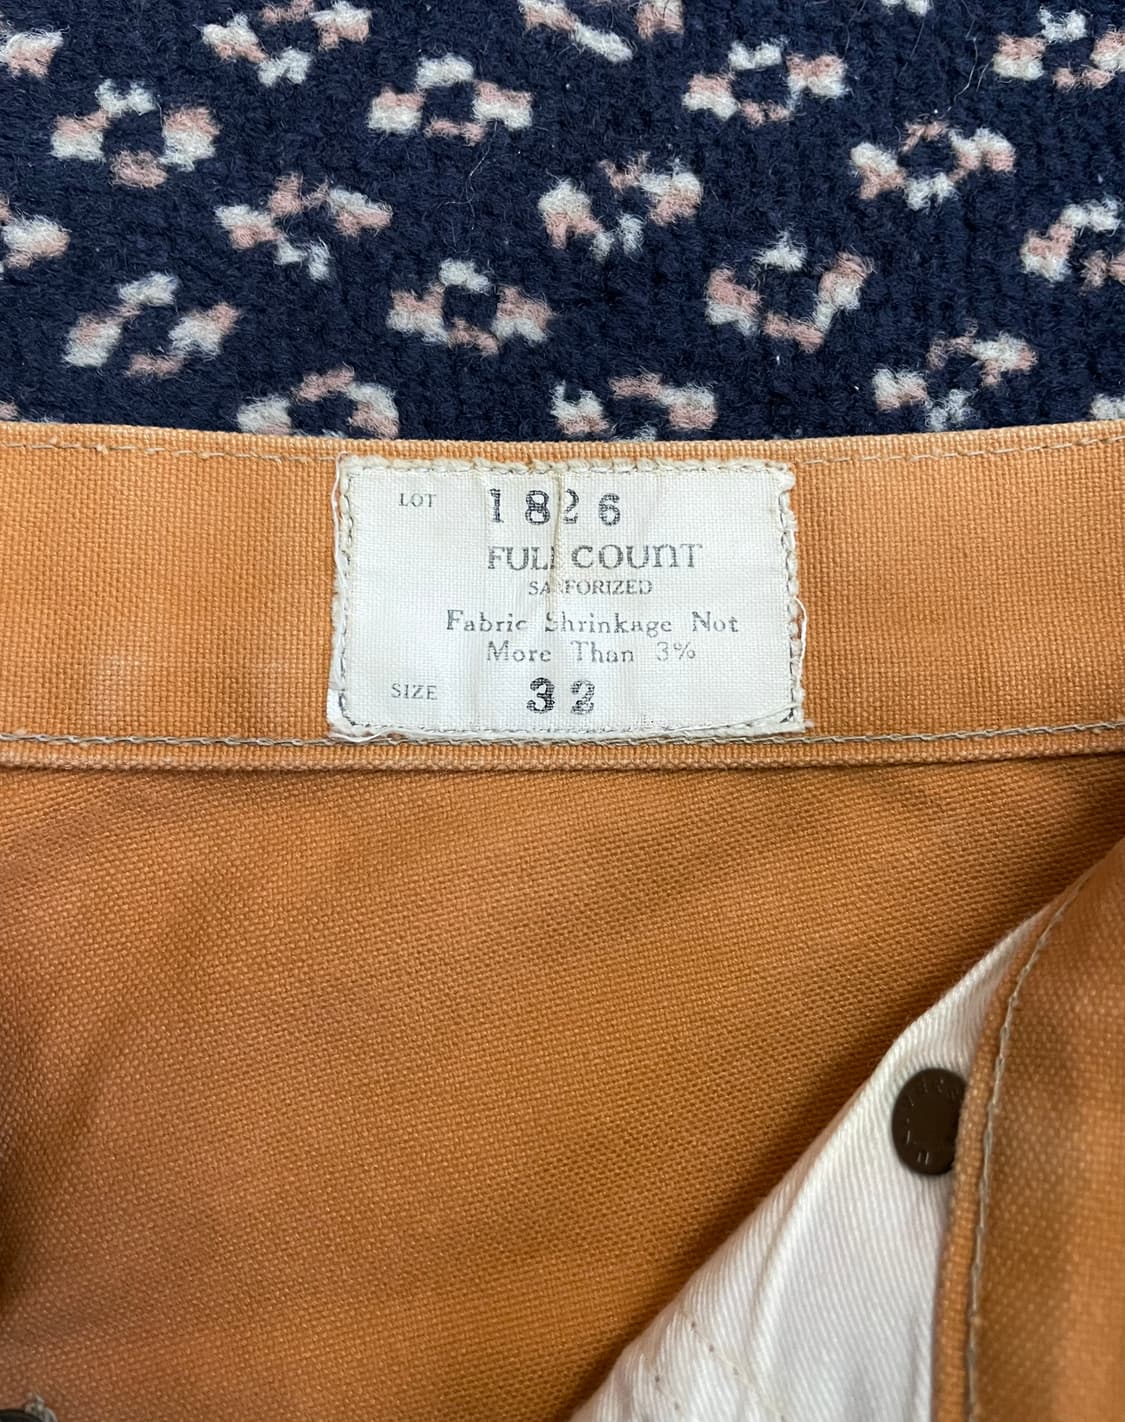 LOT 1826
FULL COUNT
SANFORIZED
Fabric Shrinkage Not
More Than 3%
SIZE 32